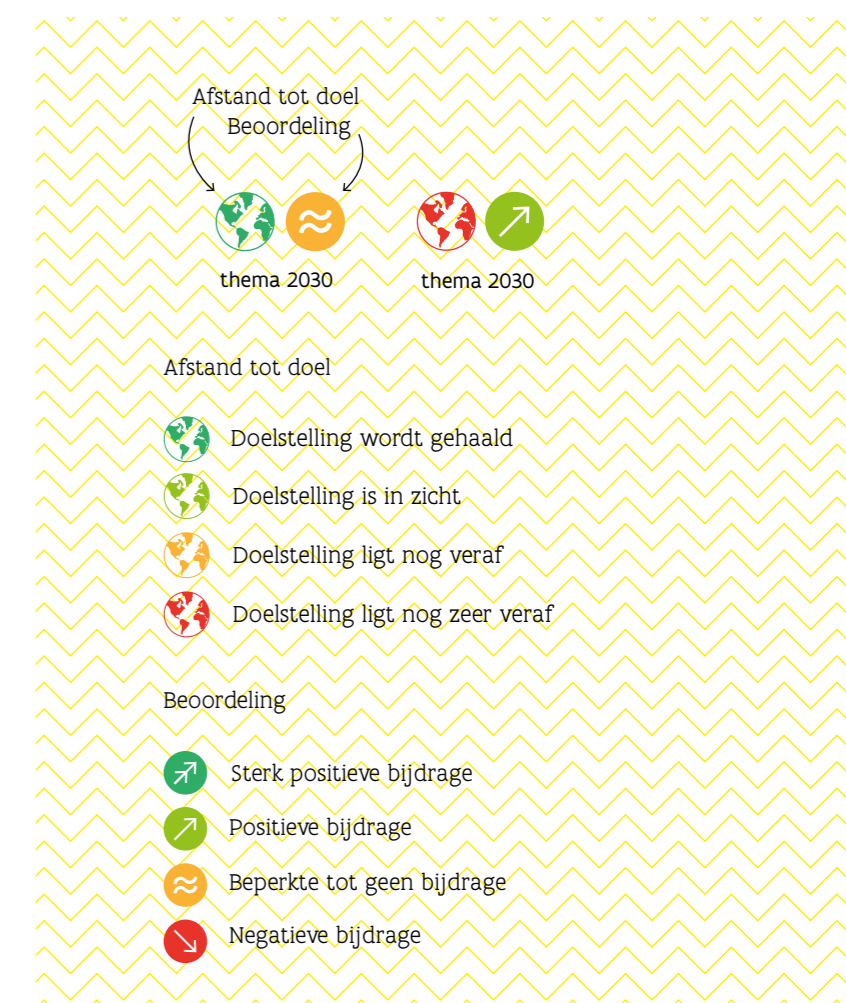 Afstand tot doel
Beoordeling
thema 2030
thema 2030
Afstand tot doel
Doelstelling wordt gehaald
Doelstelling is in zicht
Doelstelling ligt nog veraf
Doelstelling ligt nog zeer veraf
Beoordeling
Sterk positieve bijdrage
Positieve bijdrage
Beperkte tot geen bijdrage
Negatieve bijdrage